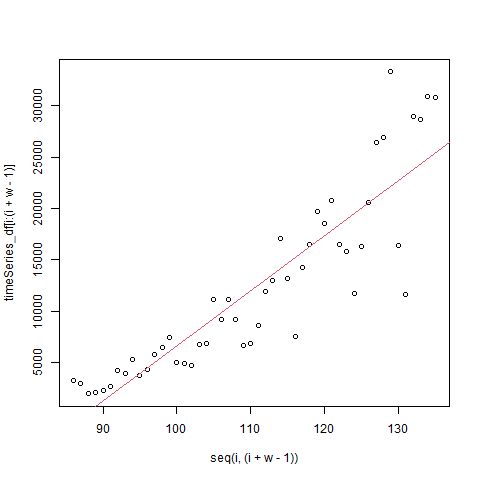 30000
25000
20000
15000
10000
5000
timeSeries_df[i:(i + w - 1)]
90 100 110 120 130
seq(i, (i + w - 1))